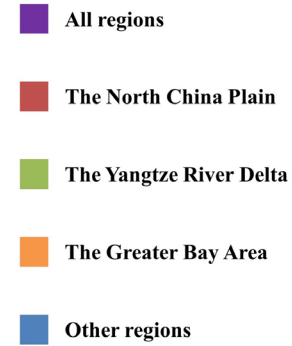 All regions
The North China Plain
The Yangtze River Delta
The Greater Bay Area
Other regions